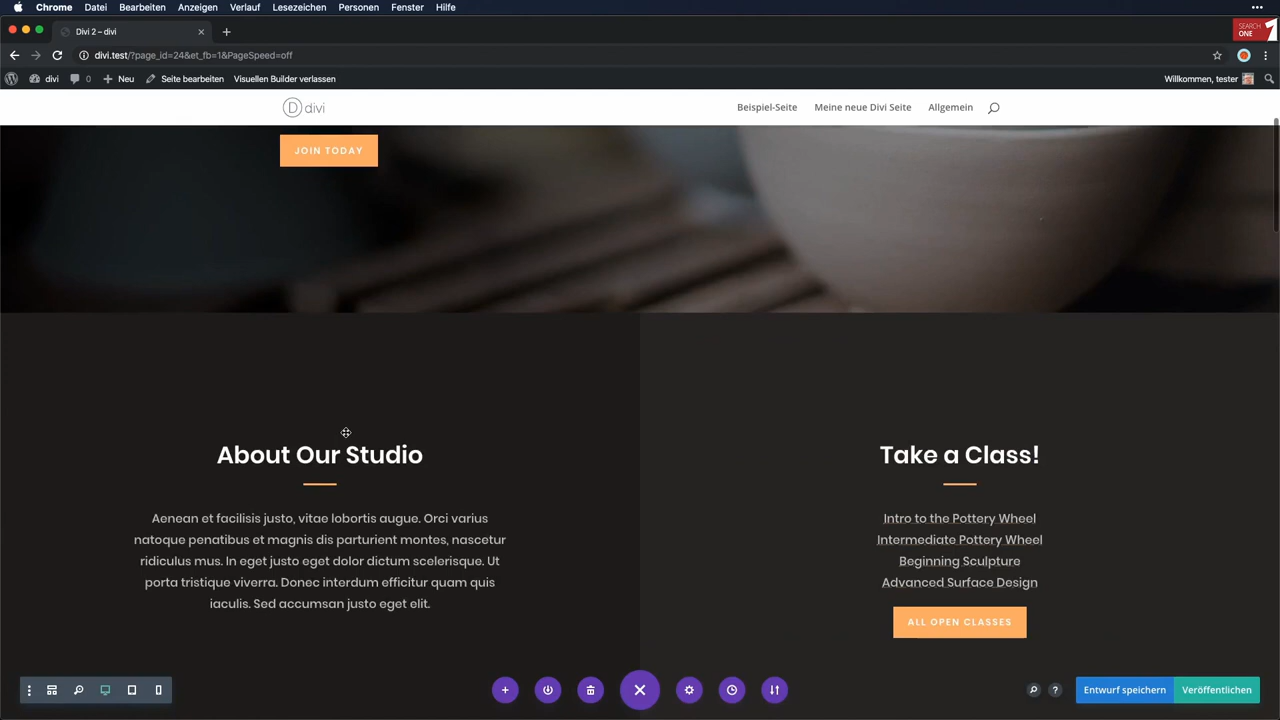 Chrome Datei Bearbeiten Anzeigen Verlauf Lesezeichen Personen Fenster Hilfe
Divi 2 – divi
SEARCH
ONE
1
divi.test/?page_id=24&et_fb=1&PageSpeed=off
divi 0 Neu Seite bearbeiten Visuellen Builder verlassen Willkommen, tester
D divi Beispiel-Seite Meine neue Divi Seite Allgemein
JOIN TODAY
About Our Studio
Aenean et facilisis justo, vitae lobortis augue. Orci varius
natoque penatibus et magnis dis parturient montes, nascetur
ridiculus mus. In eget justo eget dolor dictum scelerisque. Ut
porta tristique viverra. Donec interdum efficitur quam quis
iaculis. Sed accumsan justo eget elit.
Take a Class!
Intro to the Pottery Wheel
Intermediate Pottery Wheel
Beginning Sculpture
Advanced Surface Design
ALL OPEN CLASSES
Entwurf speichern Veröffentlichen